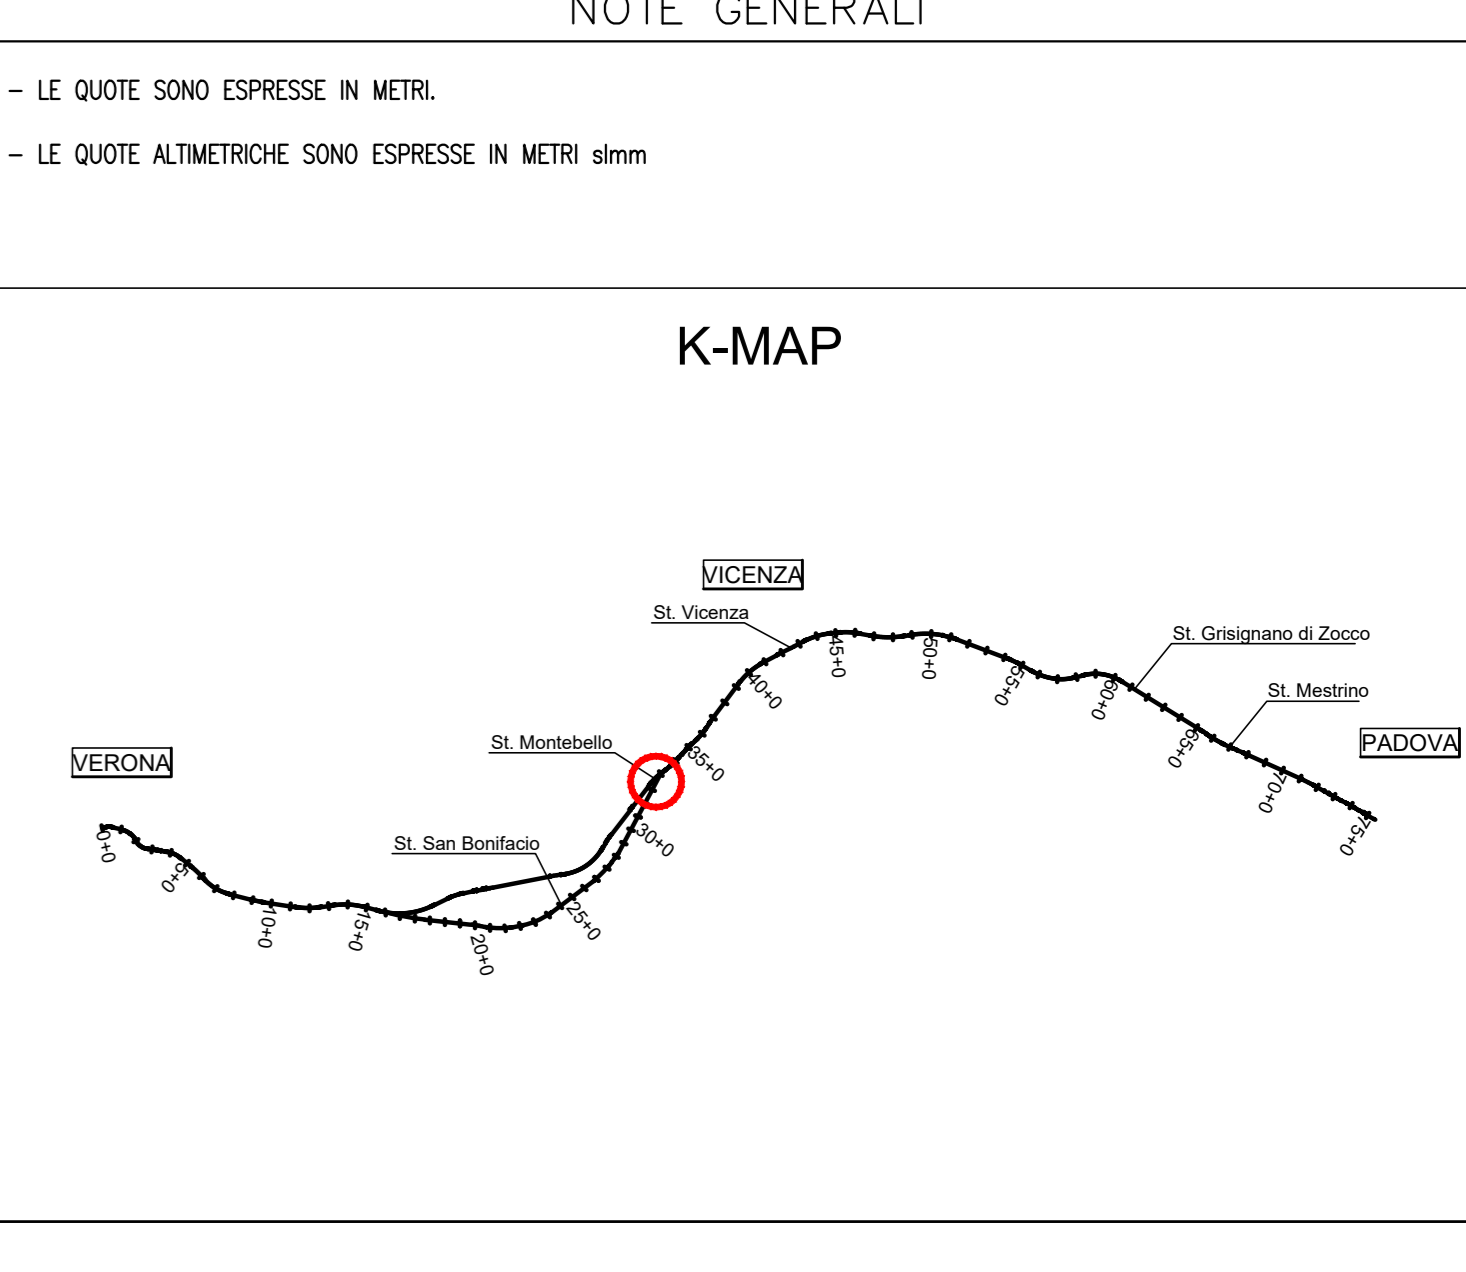 NOTE GENERALI
– LE QUOTE SONO ESPRESSE IN METRI.
– LE QUOTE ALTIMETRICHE SONO ESPRESSE IN METRI slmm
K-MAP
VICENZA
St. Vicenza
St. Grisignano di Zocco
St. Mestrino
PADOVA
St. Montebello
VERONA
St. San Bonifacio
0+0
5+0
10+0
15+0
20+0
25+0
30+0
35+0
40+0
45+0
50+0
55+0
60+0
65+0
70+0
75+0